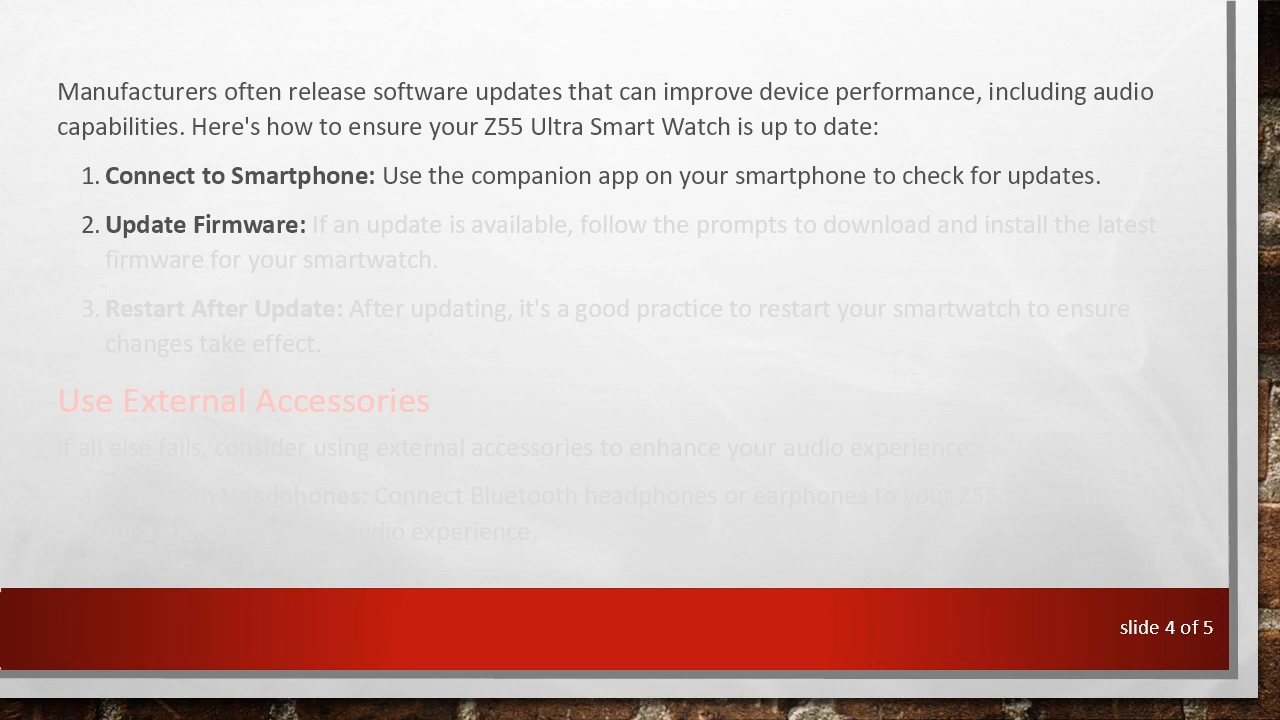 Manufacturers often release software updates that can improve device performance, including audio
capabilities. Here's how to ensure your Z55 Ultra Smart Watch is up to date:
1. Connect to Smartphone: Use the companion app on your smartphone to check for updates.
2. Update Firmware: If an update is available, follow the prompts to download and install the latest
firmware for your smartwatch.
3. Restart After Update: After updating, it's a good practice to restart your smartwatch to ensure
changes take effect.
Use External Accessories
If all else fails, consider using external accessories to enhance your audio experience:
Headphones: Connect Bluetooth headphones or earphones to your Z55
audio experience.
slide 4 of 5